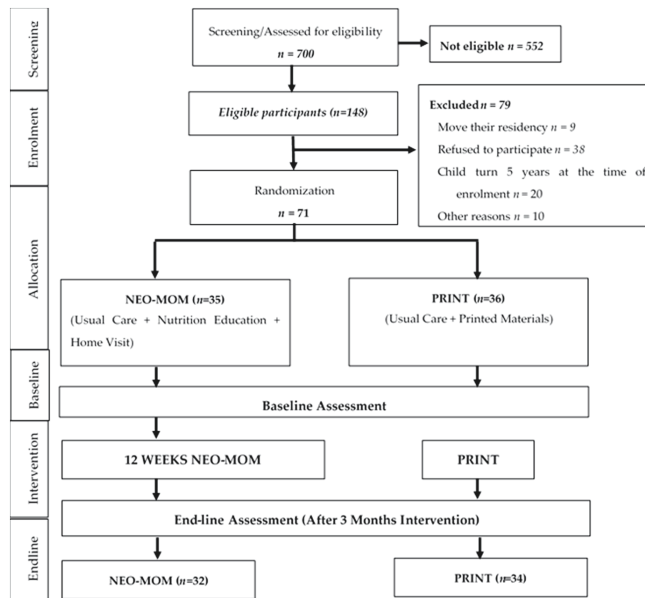 Screening
Screening/Assessed for eligibility
n = 700
Not eligible n = 552
Enrolment
Eligible participants (n=148)
Excluded n = 79
Move their residency n = 9
Refused to participate n = 38
Child turn 5 years at the time of
enrolment n = 20
Other reasons n = 10
Randomization
n = 71
Allocation
NEO-MOM (n=35)
(Usual Care + Nutrition Education +
Home Visit)
PRINT (n=36)
(Usual Care + Printed Materials)
Baseline
Baseline Assessment
Intervention
12 WEEKS NEO-MOM
PRINT
End-line Assessment (After 3 Months Intervention)
Endline
NEO-MOM (n=32)
PRINT (n=34)